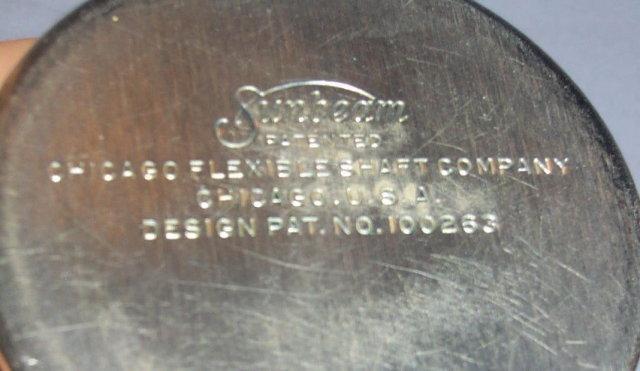 Sunbeam
PATENTED
CHICAGO FLEXIBLE SHAFT COMPANY
CHICAGO, U.S.A.
DESIGN PAT. NO. 100263